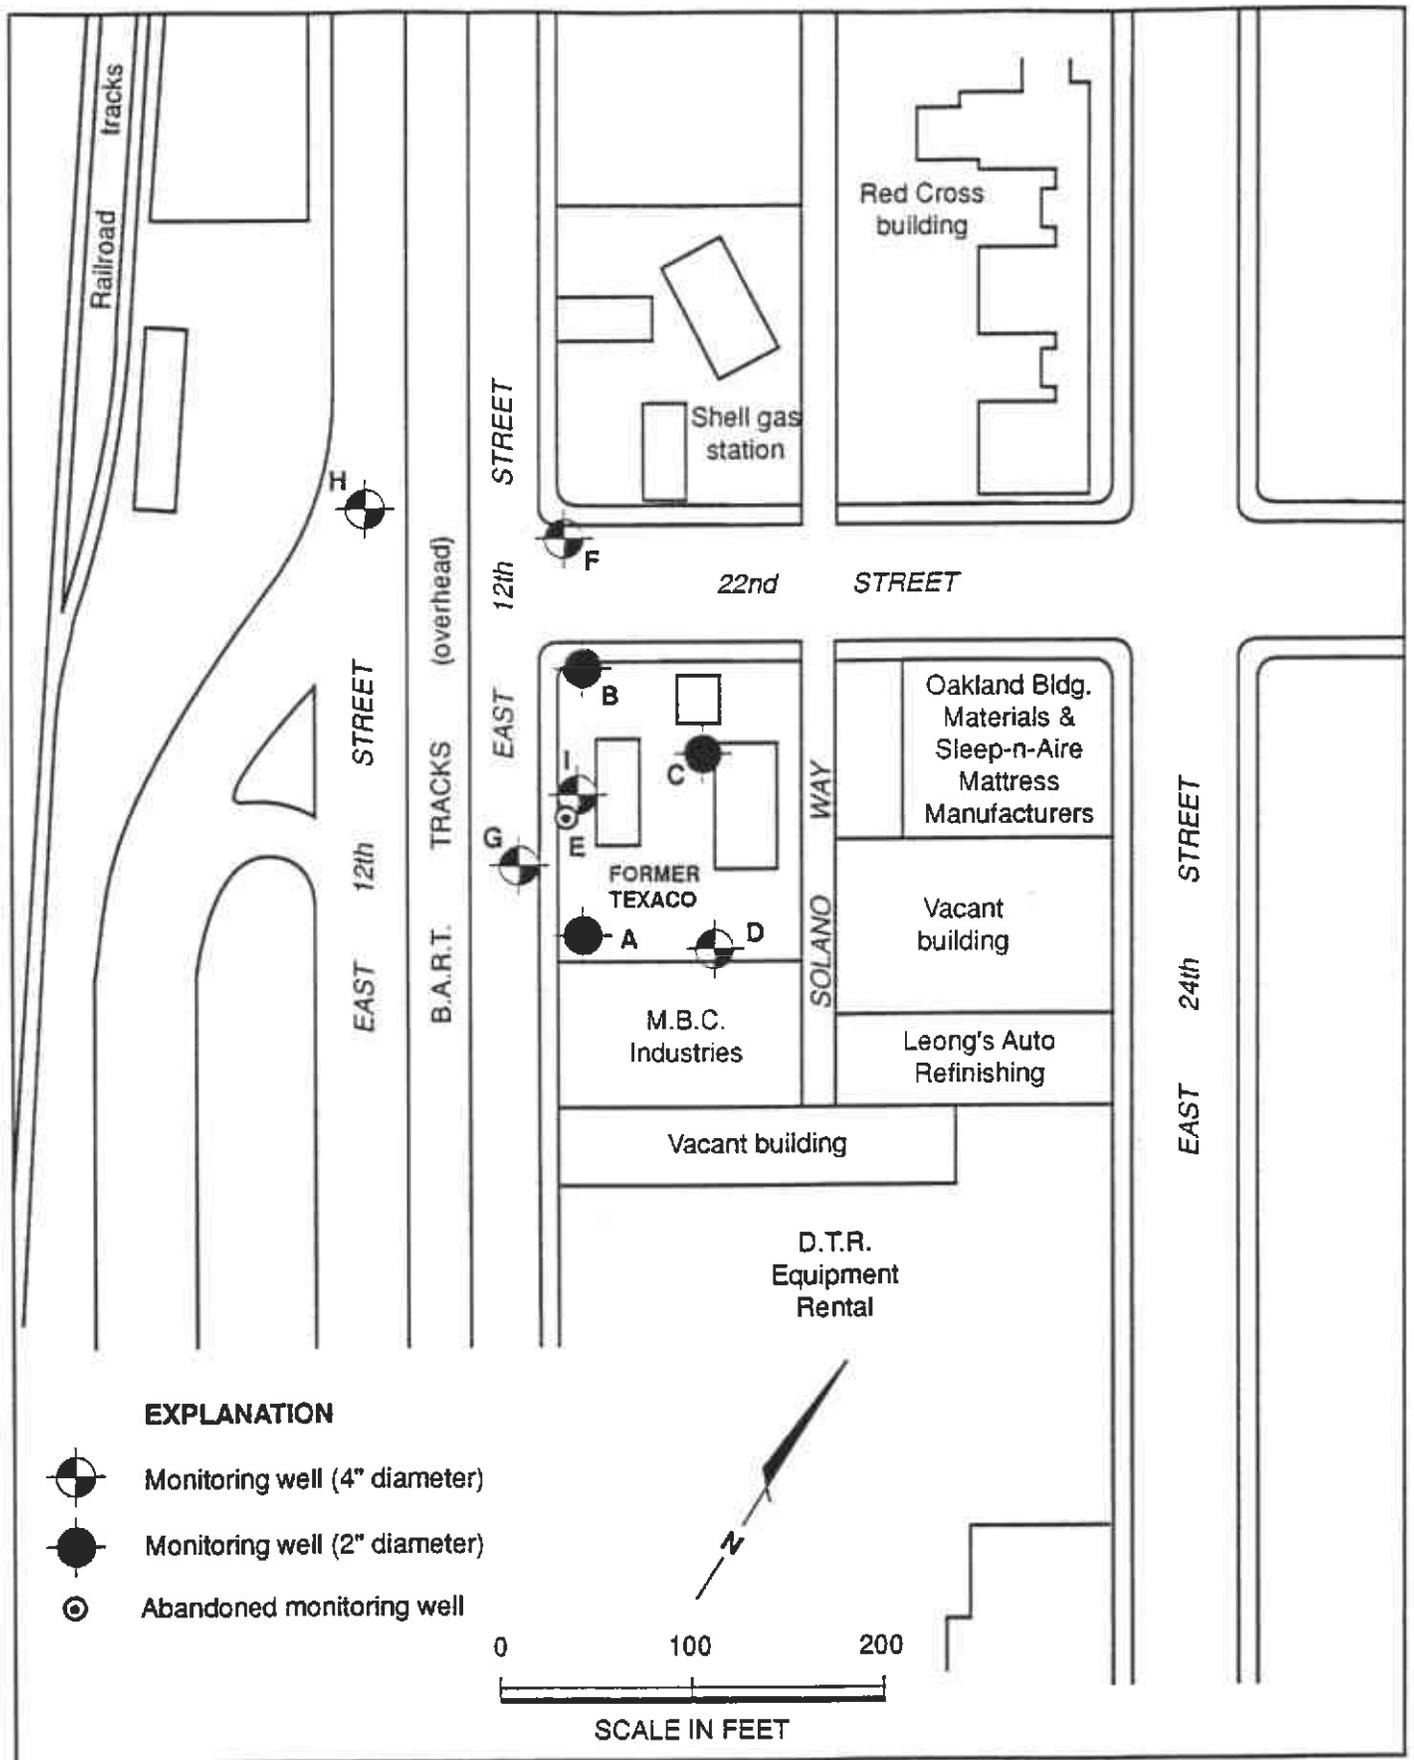 Railroad tracks
Red Cross
building
Shell gas
station
H
F
EAST 12th STREET
22nd STREET
B.A.R.T. TRACKS (overhead)
EAST 12th STREET
B
C
I
E
G
A
D
FORMER
TEXACO
SOLANO WAY
Oakland Bldg.
Materials &
Sleep-n-Aire
Mattress
Manufacturers
Vacant
building
EAST 24th STREET
M.B.C.
Industries
Leong's Auto
Refinishing
Vacant building
D.T.R.
Equipment
Rental
N
EXPLANATION
Monitoring well (4" diameter)
Monitoring well (2" diameter)
Abandoned monitoring well
0 100 200
SCALE IN FEET